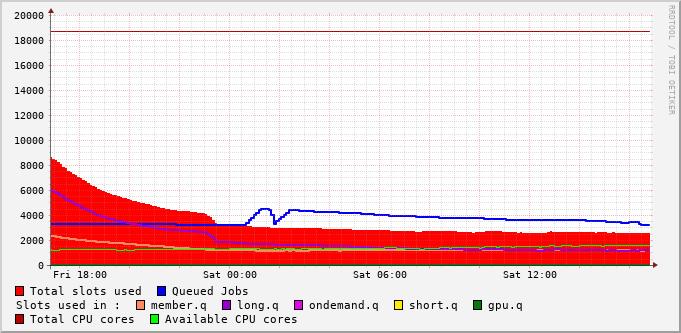 RRDTOOL / TOBI OETIKER
20000
18000
16000
14000
12000
10000
8000
6000
4000
2000
0
Fri 18:00 Sat 00:00 Sat 06:00 Sat 12:00
Total slots used Queued Jobs
Slots used in : member.q long.q ondemand.q short.q gpu.q
Total CPU cores Available CPU cores